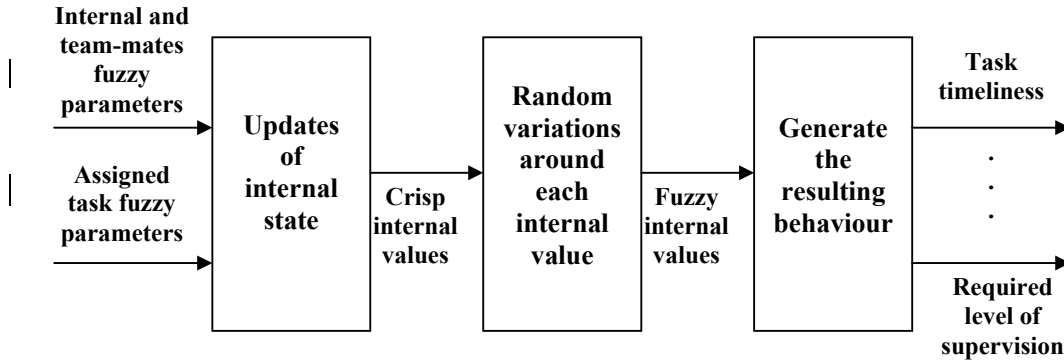 Internal and
team-mates
fuzzy
parameters
Assigned
task fuzzy
parameters
Updates
of
internal
state
Crisp
internal
values
Random
variations
around
each
internal
value
Fuzzy
internal
values
Generate
the
resulting
behaviour
Task
timeliness
.
.
.
Required
level of
supervision